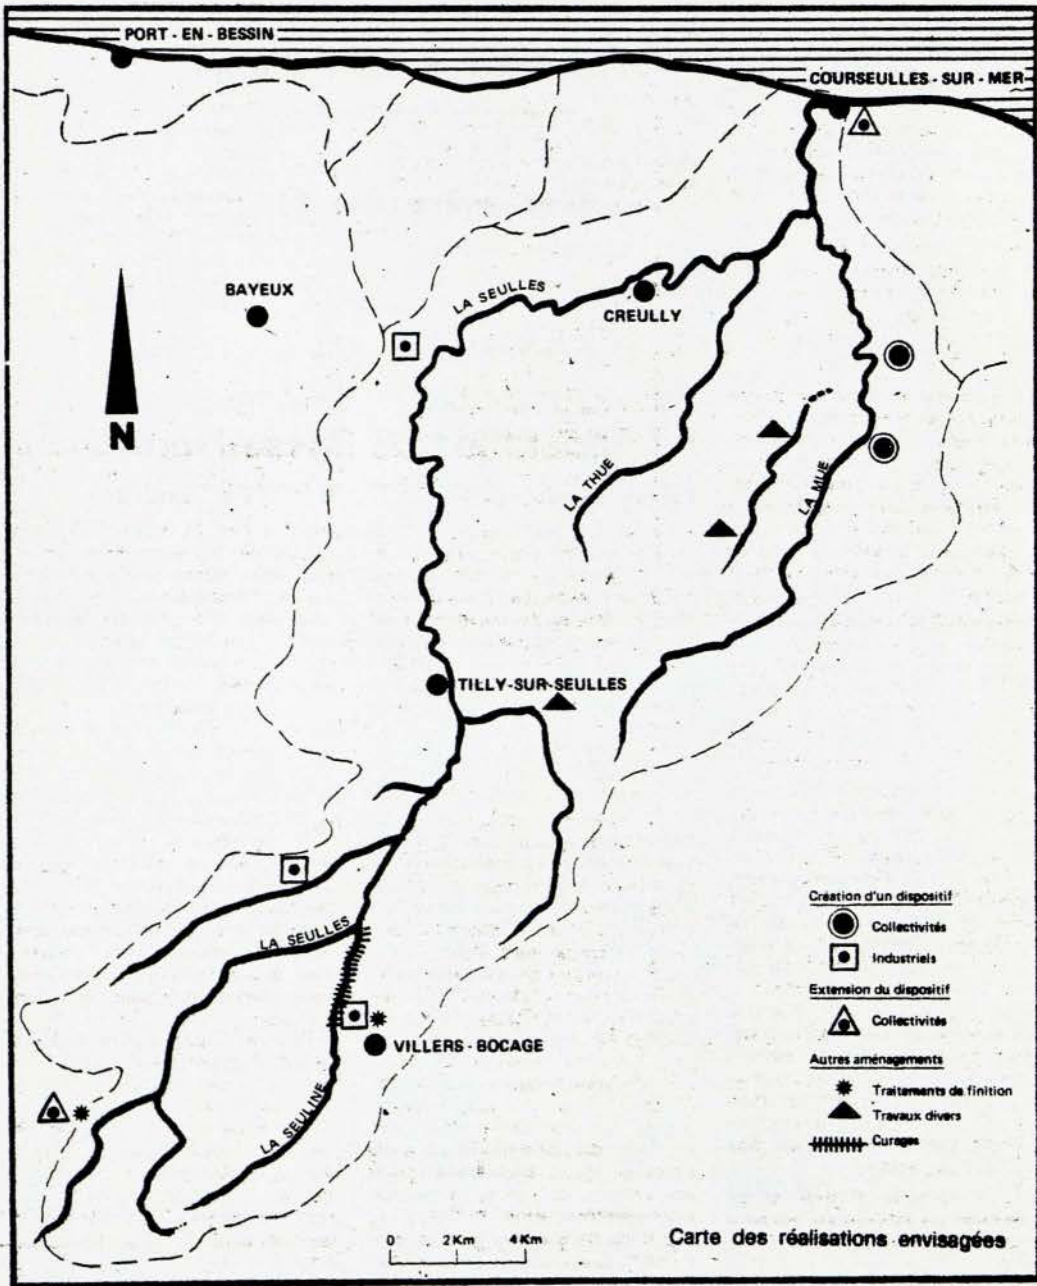 PORT - EN - BESSIN
COURSEULLES - SUR - MER
BAYEUX
LA SEULLES
CREULLY
N
LA THUE
LA MUE
TILLY-SUR-SEULLES
LA SEULLES
VILLERS - BOCAGE
LA SEULINE
Création d'un dispositif
Collectivités
Industriels
Extension du dispositif
Collectivités
Autres aménagements
Traitements de finition
Travaux divers
Curages
0 2 Km 4 Km
Carte des réalisations envisagées